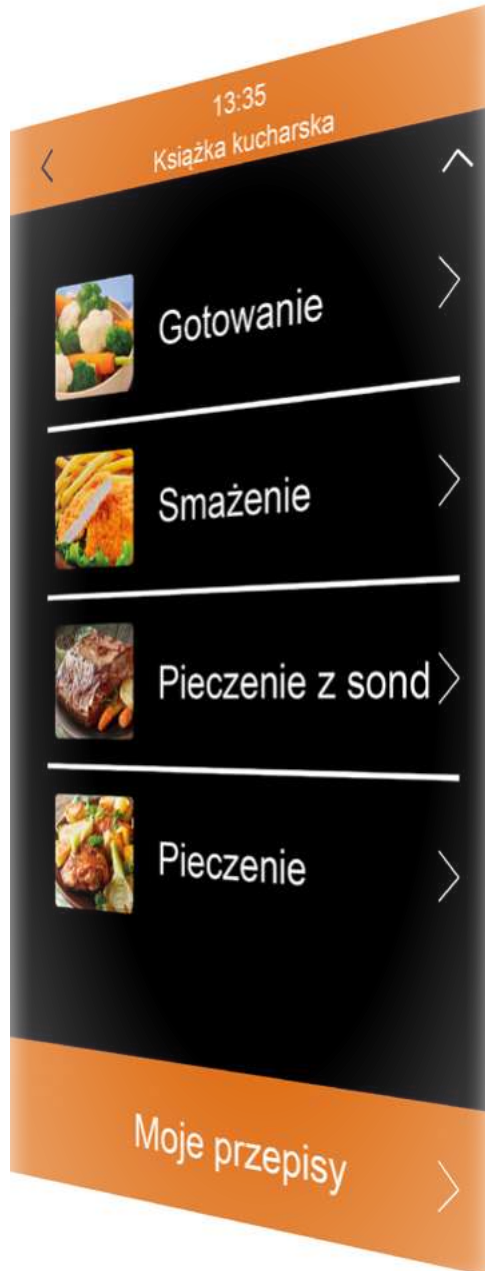 13:35
Książka kucharska
Gotowanie
Smażenie
Pieczenie z sond
Pieczenie
Moje przepisy